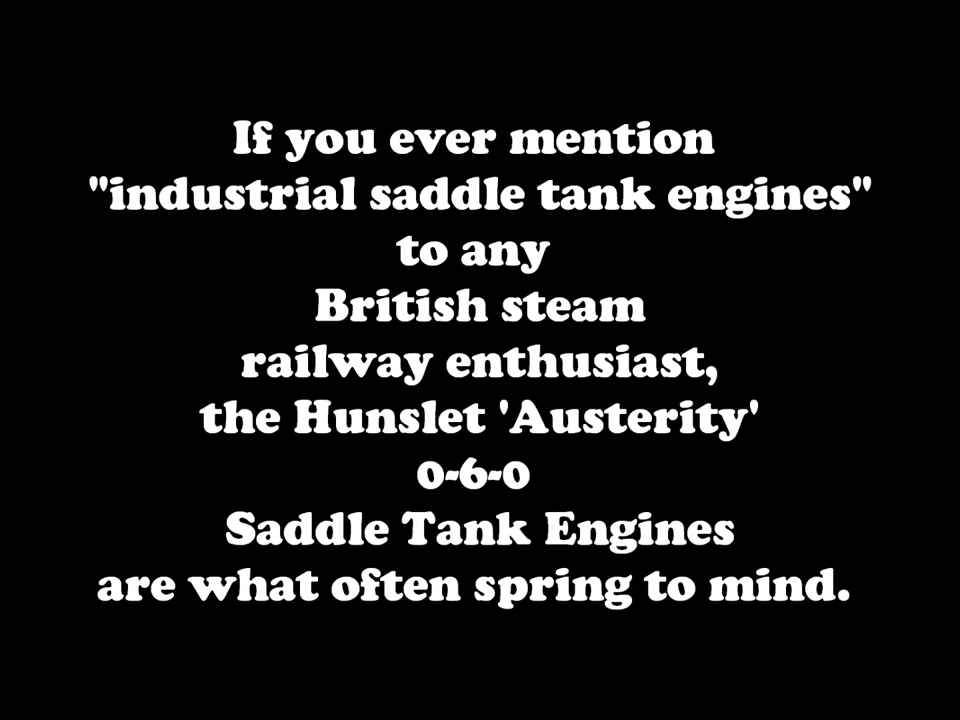 If you ever mention
"industrial saddle tank engines"
to any
British steam
railway enthusiast,
the Hunslet 'Austerity'
0-6-0
Saddle Tank Engines
are what often spring to mind.